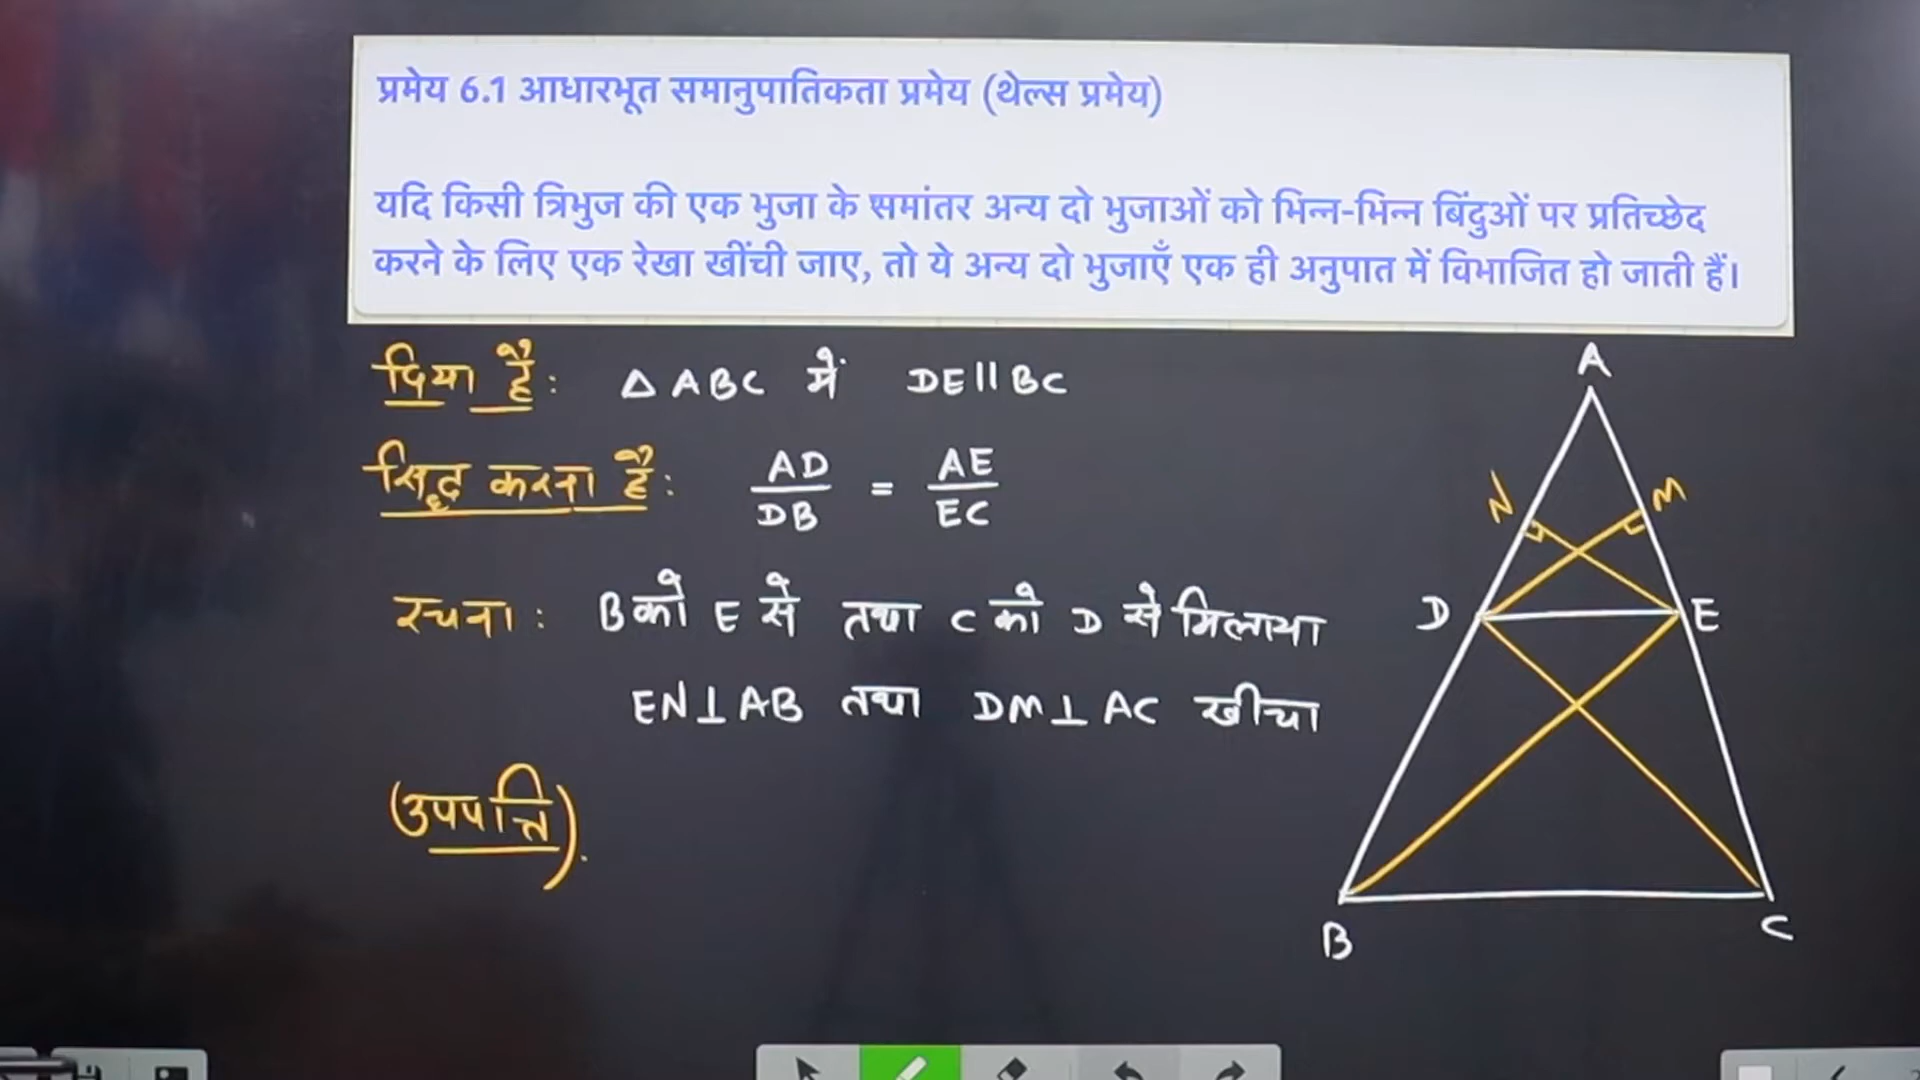 प्रमेय 6.1 आधारभूत समानुपातिकता प्रमेय (थेल्स प्रमेय)
यदि किसी त्रिभुज की एक भुजा के समांतर अन्य दो भुजाओं को भिन्न-भिन्न बिंदुओं पर प्रतिच्छेद
करने के लिए एक रेखा खींची जाए, तो ये अन्य दो भुजाएँ एक ही अनुपात में विभाजित हो जाती हैं।
दिया है: △ ABC में DE || BC
सिद्ध करना है: AD/DB = AE/EC
रचना: B को E से तथा C को D से मिलाया
EN ⊥ AB तथा DM ⊥ AC खीचा
(उपपत्ति).
A
N M
D E
B C